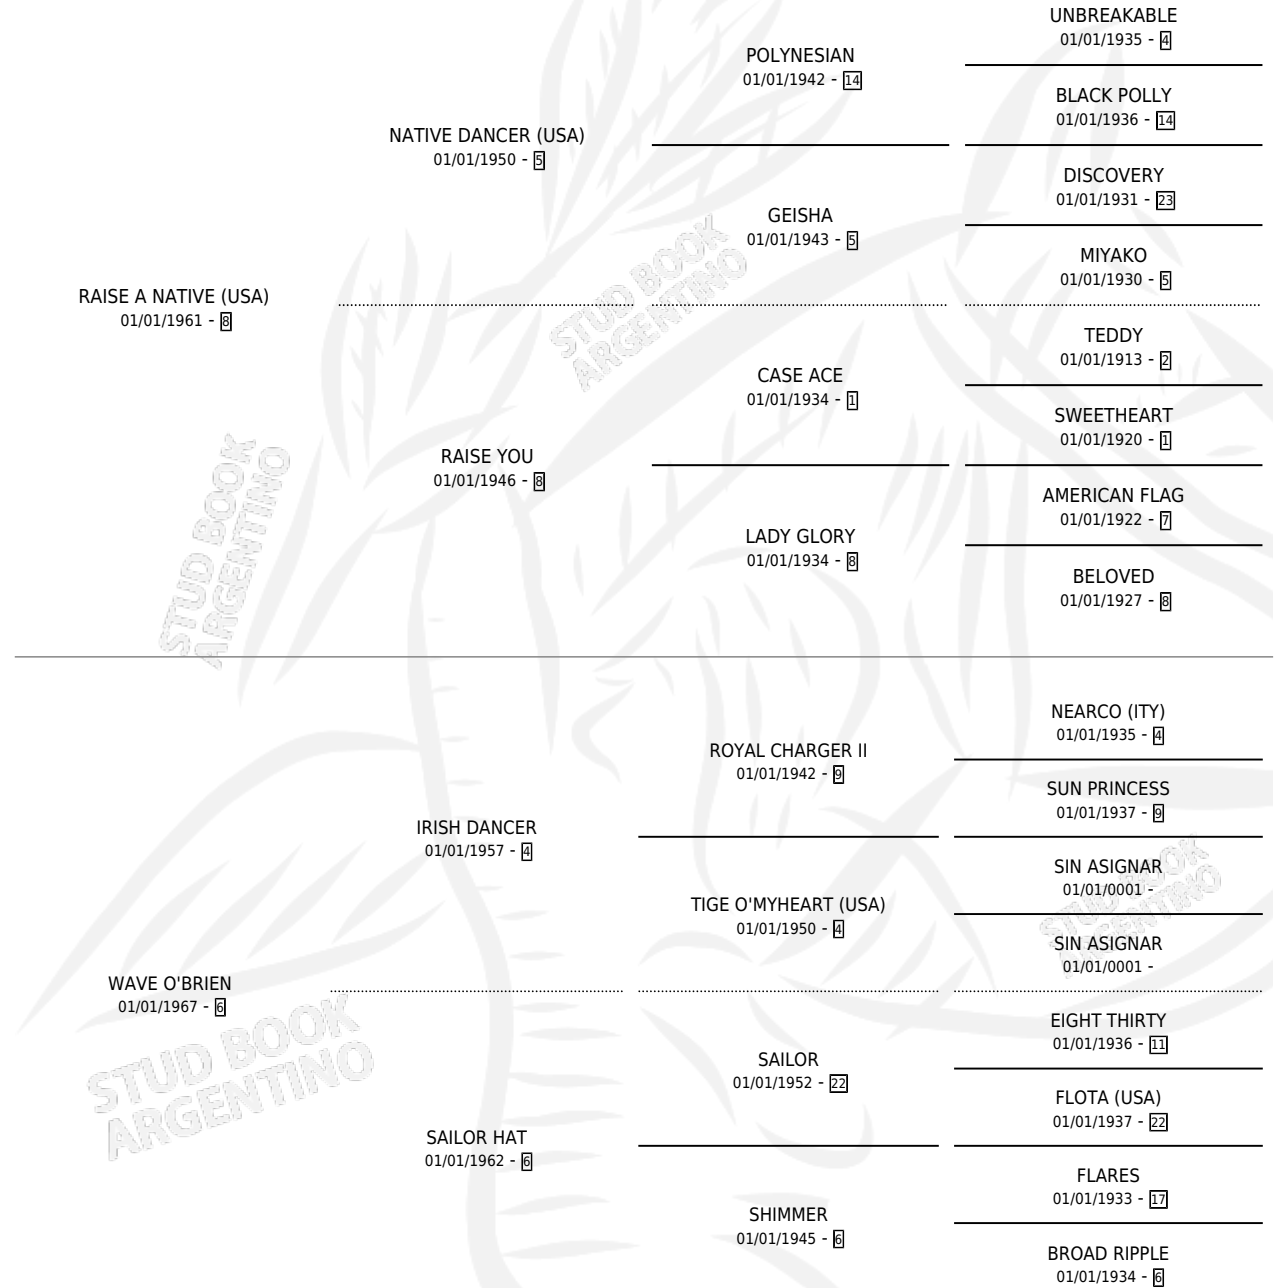 UNBREAKABLE
01/01/1935 - 4
POLYNESIAN
01/01/1942 - 14
BLACK POLLY
01/01/1936 - 14
NATIVE DANCER (USA)
01/01/1950 - 5
DISCOVERY
01/01/1931 - 23
GEISHA
01/01/1943 - 5
MIYAKO
01/01/1930 - 5
RAISE A NATIVE (USA)
01/01/1961 - 8
TEDDY
01/01/1913 - 2
CASE ACE
01/01/1934 - 1
SWEETHEART
01/01/1920 - 1
RAISE YOU
01/01/1946 - 8
AMERICAN FLAG
01/01/1922 - 7
LADY GLORY
01/01/1934 - 8
BELOVED
01/01/1927 - 8
NEARCO (ITY)
01/01/1935 - 4
ROYAL CHARGER II
01/01/1942 - 9
SUN PRINCESS
01/01/1937 - 9
IRISH DANCER
01/01/1957 - 4
SIN ASIGNAR
01/01/0001 -
TIGE O'MYHEART (USA)
01/01/1950 - 4
SIN ASIGNAR
01/01/0001 -
WAVE O'BRIEN
01/01/1967 - 6
EIGHT THIRTY
01/01/1936 - 11
SAILOR
01/01/1952 - 22
FLOTA (USA)
01/01/1937 - 22
SAILOR HAT
01/01/1962 - 6
FLARES
01/01/1933 - 17
SHIMMER
01/01/1945 - 6
BROAD RIPPLE
01/01/1934 - 6
STUD BOOK
ARGENTINO
STUD BOOK
ARGENTINO
STUD BOOK
ARGENTINO
STUD BOOK
ARGENTINO